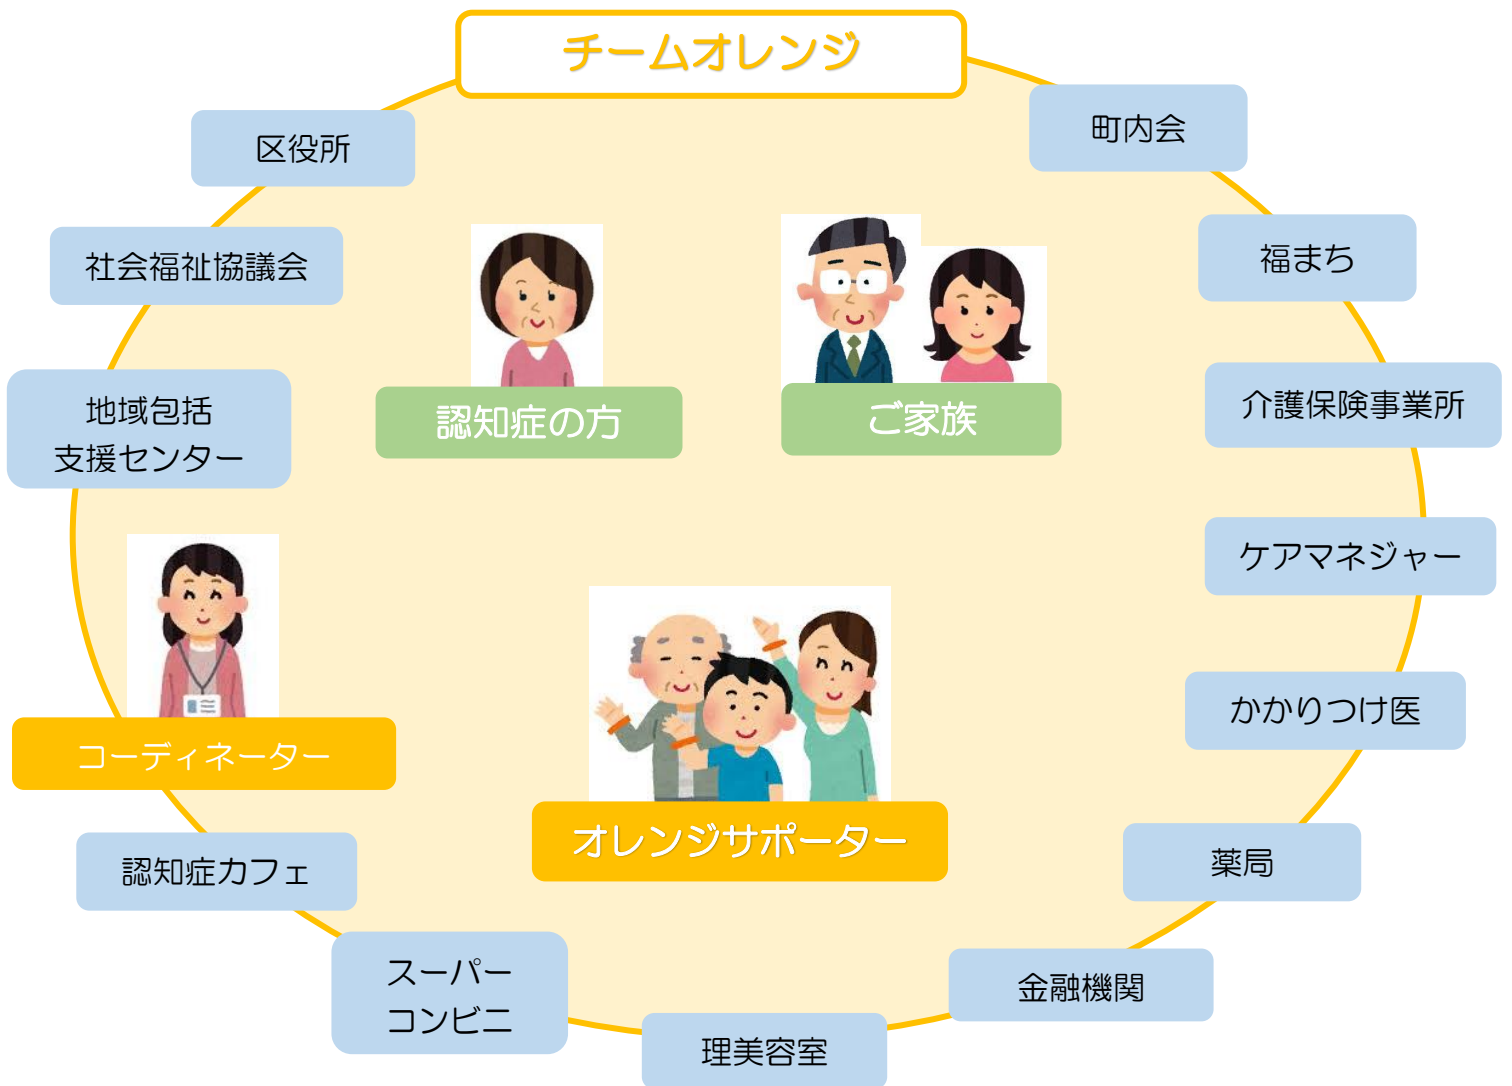 チームオレンジ
区役所
町内会
社会福祉協議会
福まち
地域包括
支援センター
認知症の方
ご家族
介護保険事業所
ケアマネジャー
コーディネーター
かかりつけ医
オレンジサポーター
認知症カフェ
薬局
スーパー
コンビニ
金融機関
理美容室